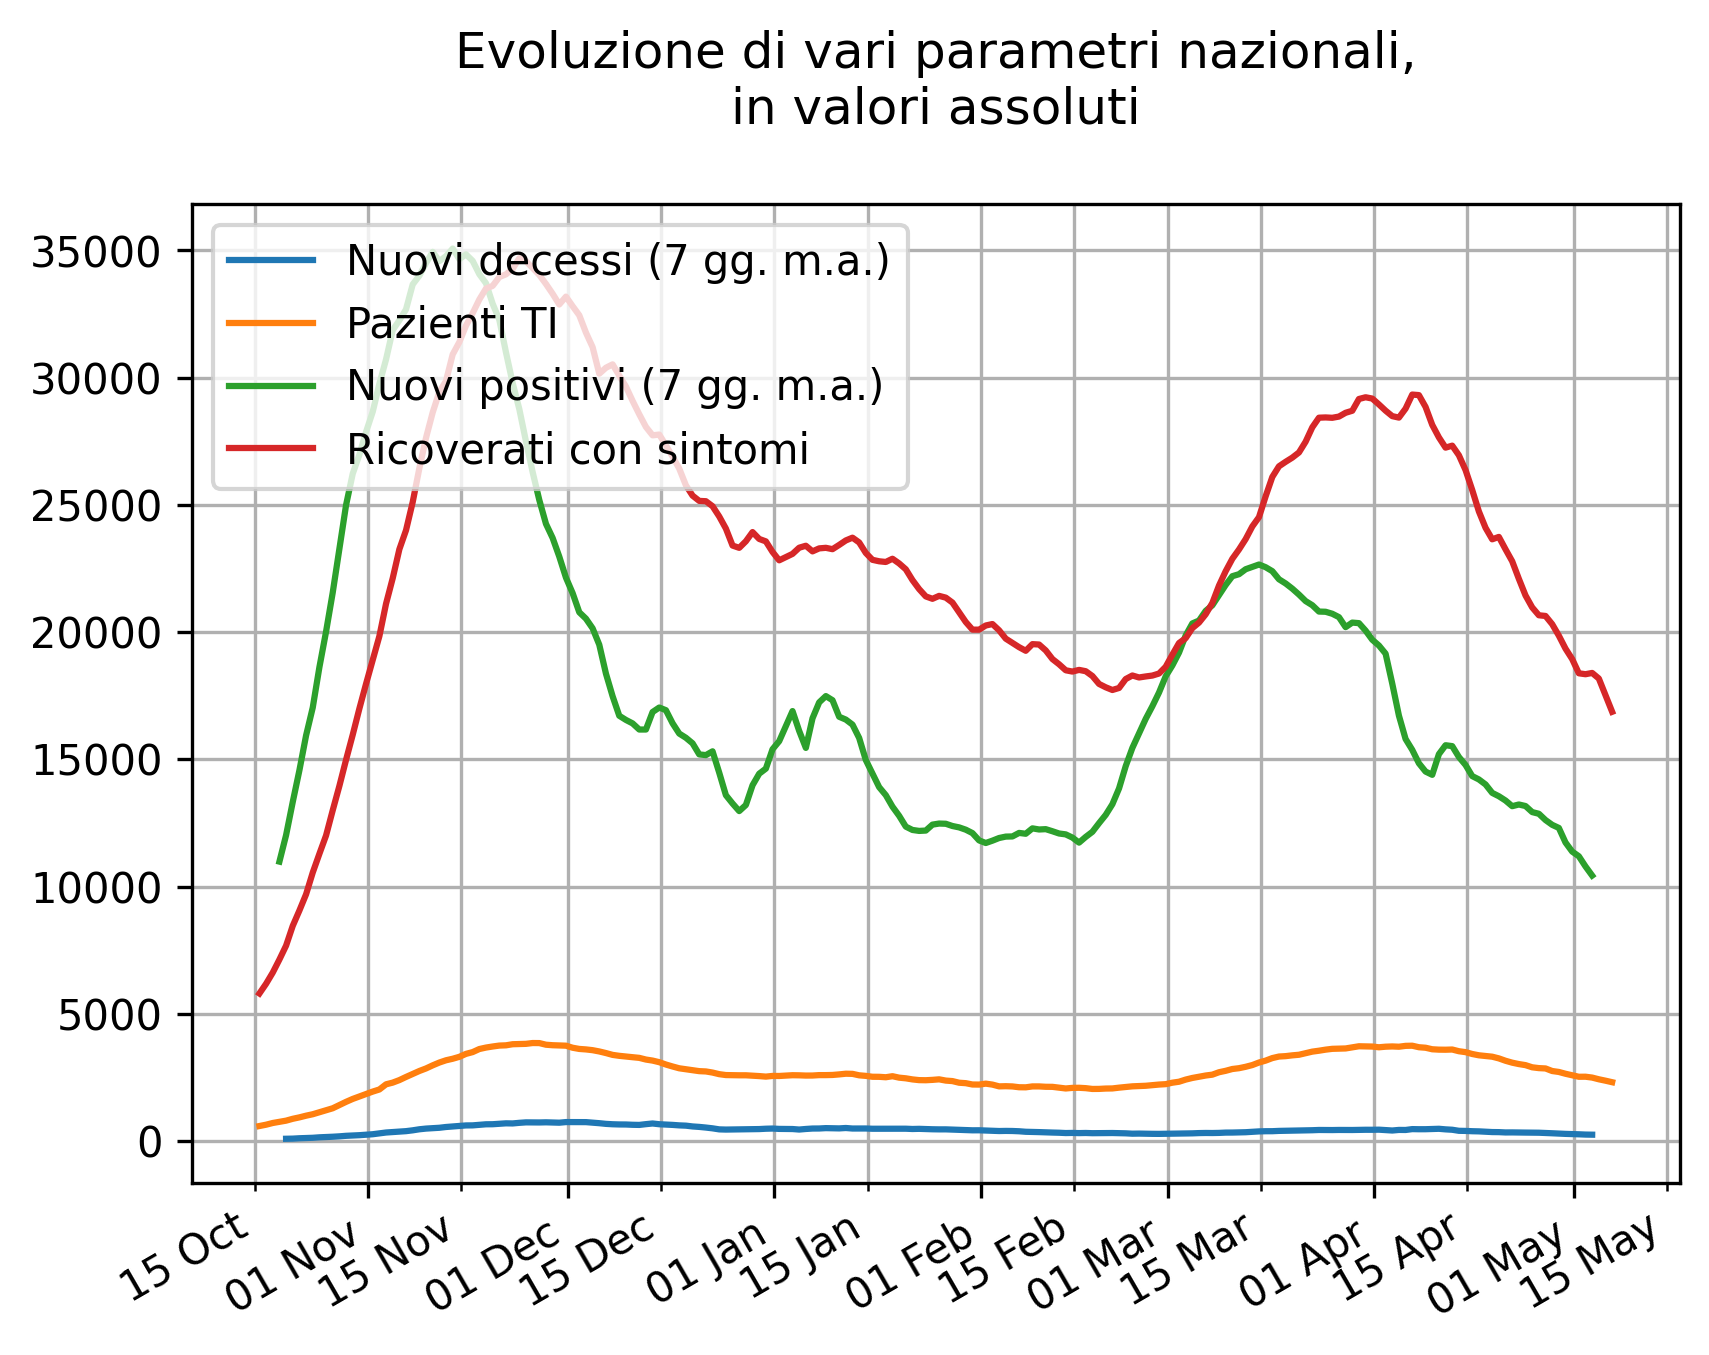 Evoluzione di vari parametri nazionali,
in valori assoluti
35000
30000
25000
20000
15000
10000
5000
0
Nuovi decessi (7 gg. m.a.)
Pazienti TI
Nuovi positivi (7 gg. m.a.)
Ricoverati con sintomi
15 Oct
01 Nov
15 Nov
01 Dec
15 Dec
01 Jan
15 Jan
01 Feb
15 Feb
01 Mar
15 Mar
01 Apr
15 Apr
01 May
15 May